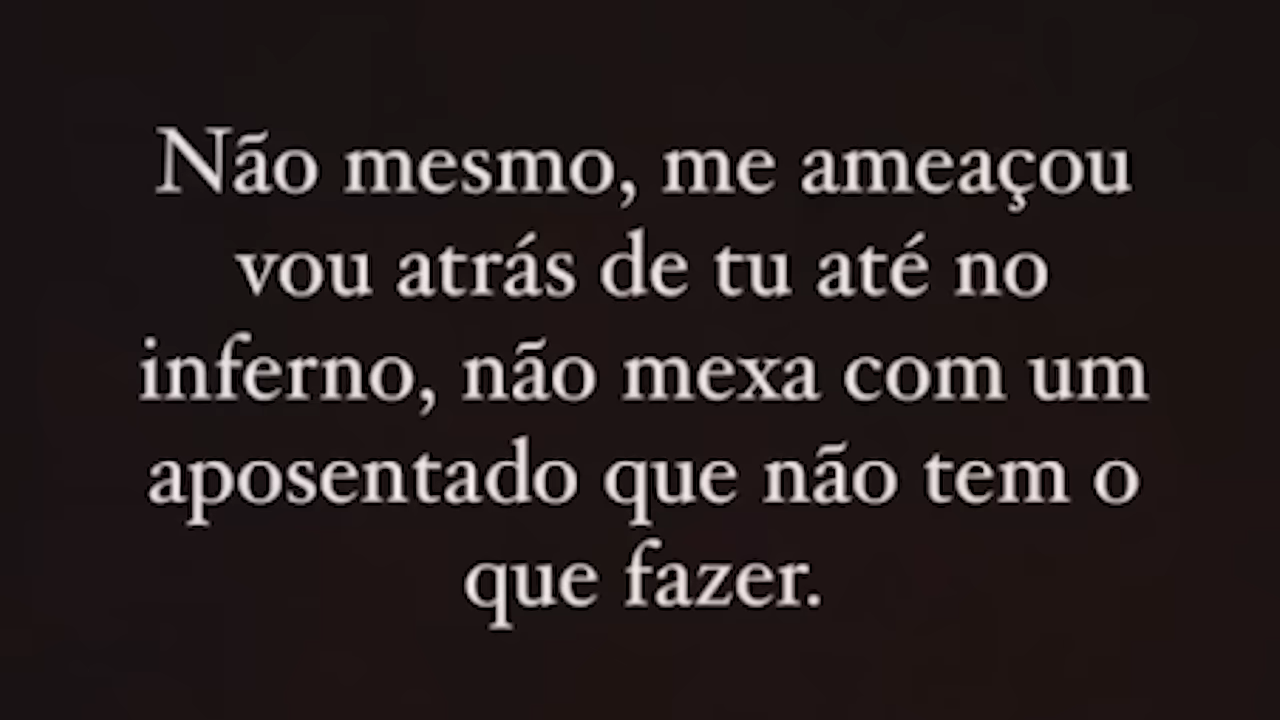 Não mesmo, me ameaçou
vou atrás de tu até no
inferno, não mexa com um
aposentado que não tem o
que fazer.